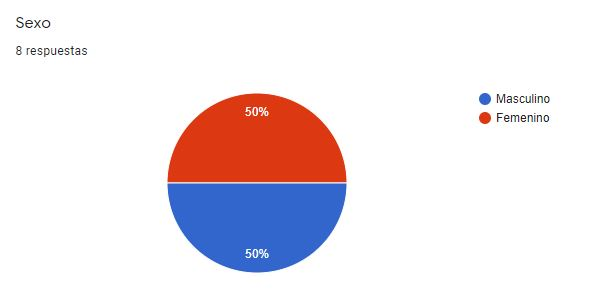 Sexo
8 respuestas
50%
Masculino
Femenino
50%